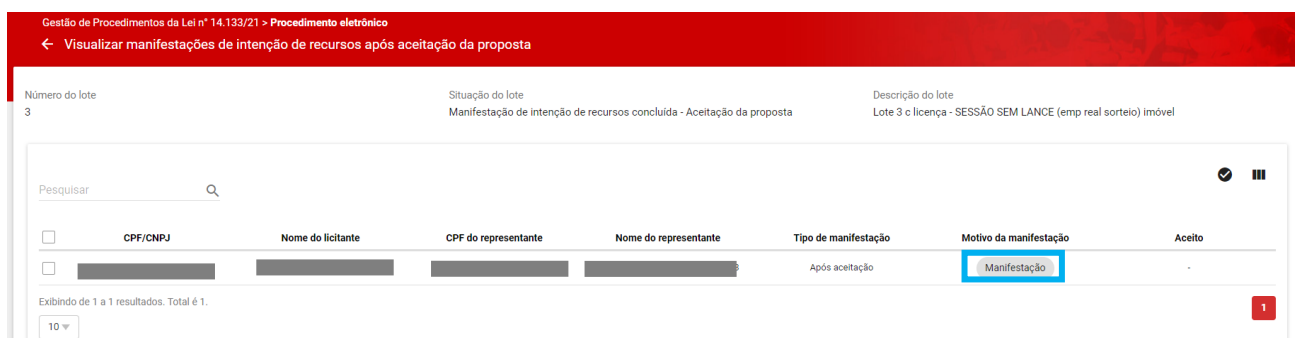 Gestão de Procedimentos da Lei n° 14.133/21 > Procedimento eletrônico
← Visualizar manifestações de intenção de recursos após aceitação da proposta
Número do lote Situação do lote Descrição do lote
3 Manifestação de intenção de recursos concluída - Aceitação da proposta Lote 3 c licença - SESSÃO SEM LANCE (emp real sorteio) imóvel
Pesquisar
CPF/CNPJ Nome do licitante CPF do representante Nome do representante Tipo de manifestação Motivo da manifestação Aceito
Após aceitação Manifestação -
Exibindo de 1 a 1 resultados. Total é 1.
1
10